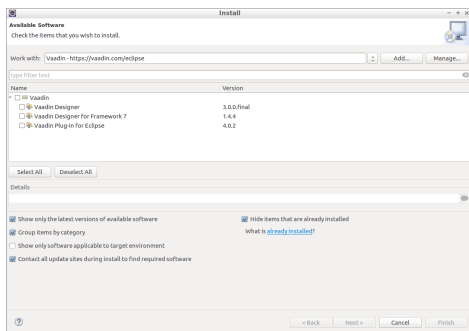 Install
Available Software
Check the items that you wish to install.
Work with: Vaadin - https://vaadin.com/eclipse Add... Manage...
type filter text
Name Version
Vaadin
Vaadin Designer 3.0.0.final
Vaadin Designer for Framework 7 1.4.4
Vaadin Plug-in for Eclipse 4.0.2
Select All Deselect All
Details
Show only the latest versions of available software Hide items that are already installed
Group items by category What is already installed?
Show only software applicable to target environment
Contact all update sites during install to find required software
? < Back Next > Cancel Finish